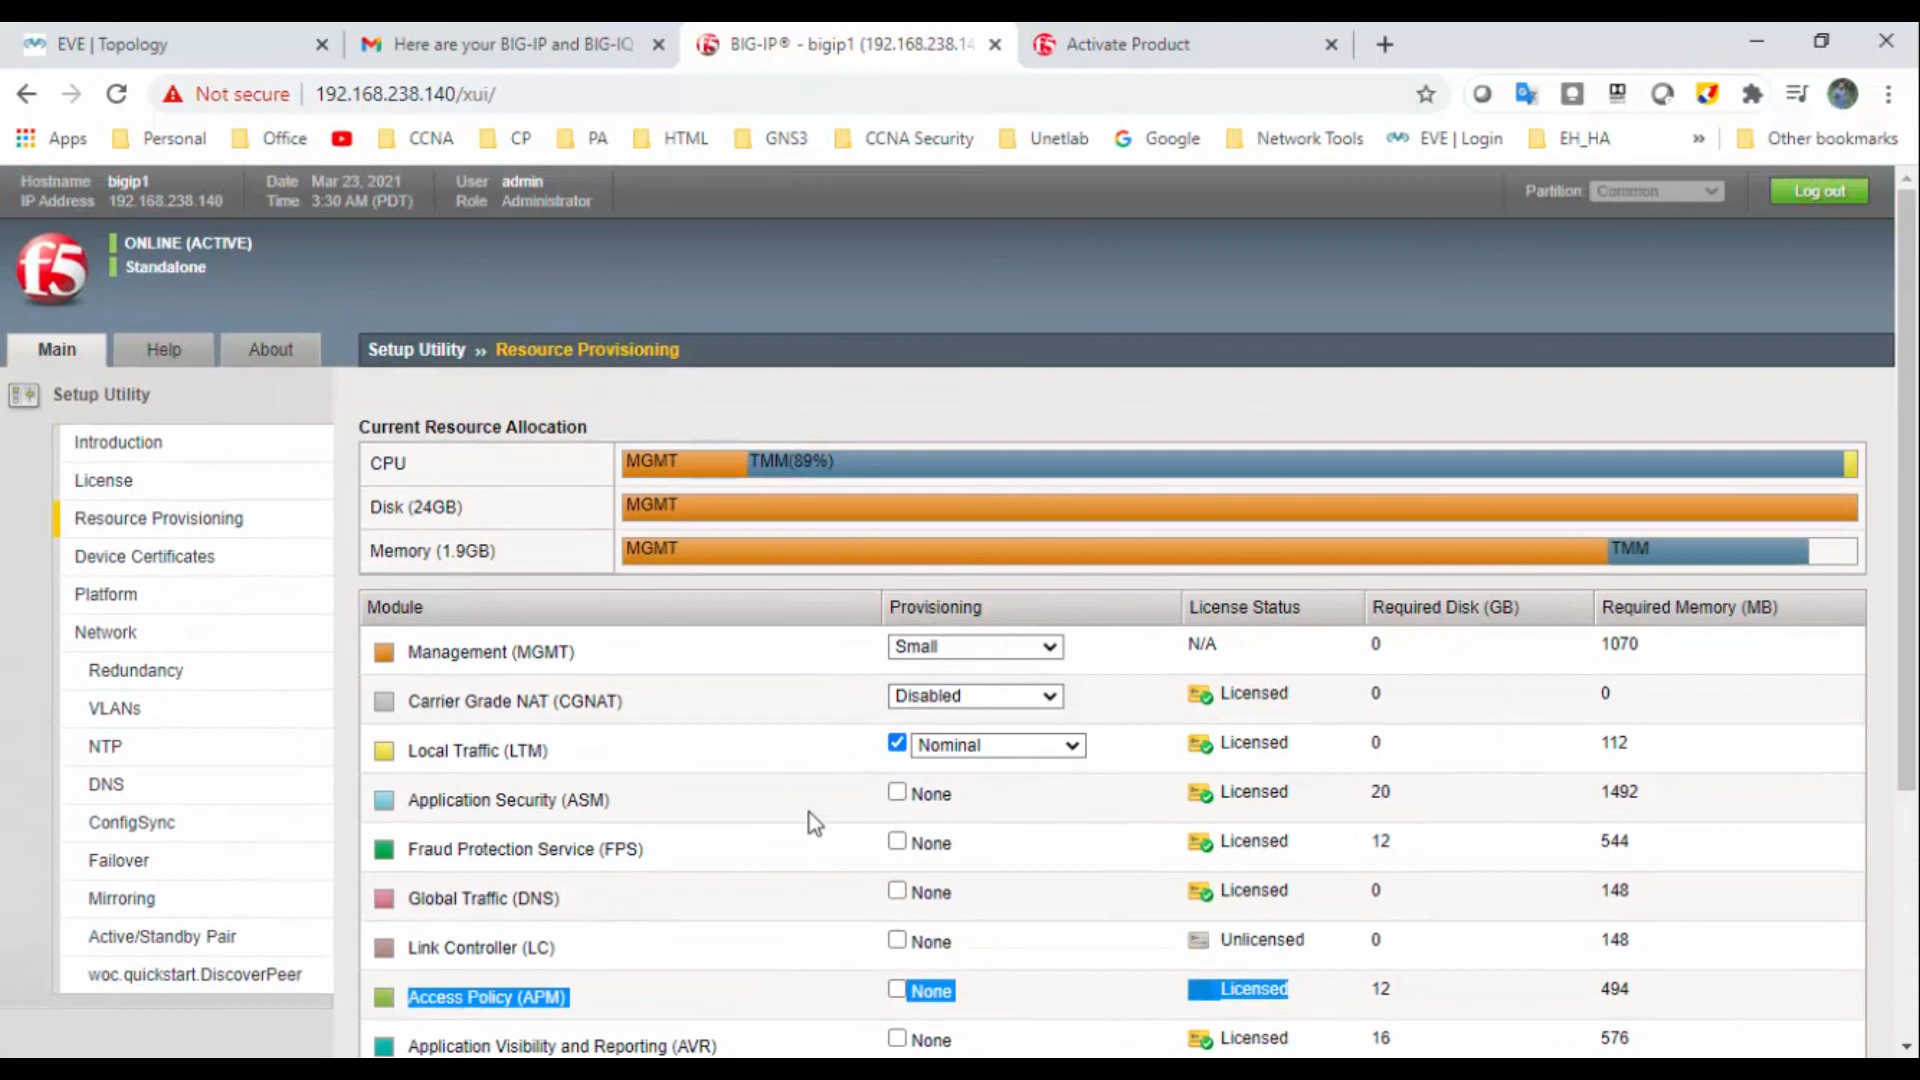 EVE | Topology
Here are your BIG-IP and BIG-IQ
BIG-IP® - bigip1 (192.168.238.14
Activate Product
Not secure
192.168.238.140/xui/
Apps
Personal
Office
CCNA
CP
PA
HTML
GNS3
CCNA Security
Unetlab
Google
Network Tools
EVE | Login
EH_HA
»
Other bookmarks
Hostname bigip1
IP Address 192.168.238.140
Date Mar 23, 2021
Time 3:30 AM (PDT)
User admin
Role Administrator
Partition: Common
Log out
f5
ONLINE (ACTIVE)
Standalone
Main
Help
About
Setup Utility » Resource Provisioning
Setup Utility
Introduction
License
Resource Provisioning
Device Certificates
Platform
Network
Redundancy
VLANs
NTP
DNS
ConfigSync
Failover
Mirroring
Active/Standby Pair
woc.quickstart.DiscoverPeer
Current Resource Allocation
CPU MGMT TMM(89%)
Disk (24GB) MGMT
Memory (1.9GB) MGMT TMM
Module Provisioning License Status Required Disk (GB) Required Memory (MB)
Management (MGMT) Small N/A 0 1070
Carrier Grade NAT (CGNAT) Disabled Licensed 0 0
Local Traffic (LTM) Nominal Licensed 0 112
Application Security (ASM) None Licensed 20 1492
Fraud Protection Service (FPS) None Licensed 12 544
Global Traffic (DNS) None Licensed 0 148
Link Controller (LC) None Unlicensed 0 148
Access Policy (APM) None Licensed 12 494
Application Visibility and Reporting (AVR) None Licensed 16 576